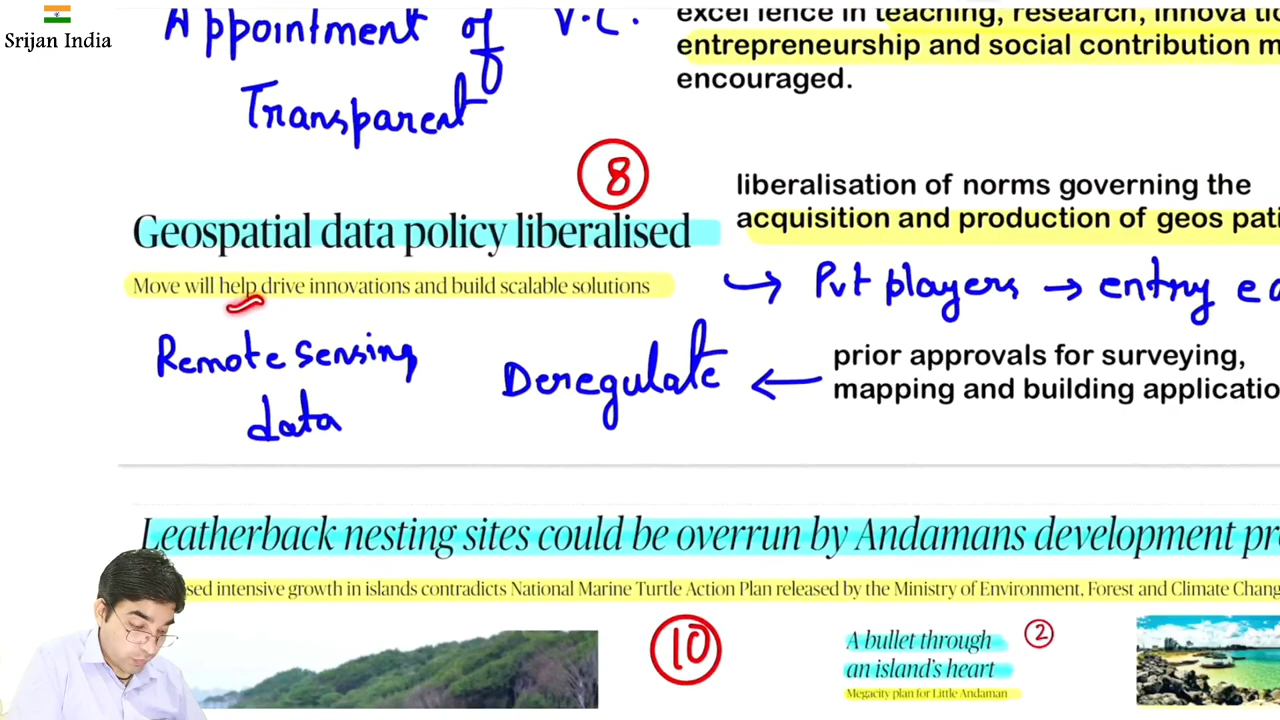 Srijan India
Appointment of V.C.
Transparent
excellence in teaching, research, innovatio
entrepreneurship and social contribution m
encouraged.
8
Geospatial data policy liberalised
Move will help drive innovations and build scalable solutions
Remote sensing
data
liberalisation of norms governing the
acquisition and production of geos pati
→ Pvt players → entry ea
Deregulate ←
prior approvals for surveying,
mapping and building applicatio
Leatherback nesting sites could be overrun by Andamans development pr
sed intensive growth in islands contradicts National Marine Turtle Action Plan released by the Ministry of Environment, Forest and Climate Chang
10
A bullet through
an island's heart
2
Megacity plan for Little Andaman